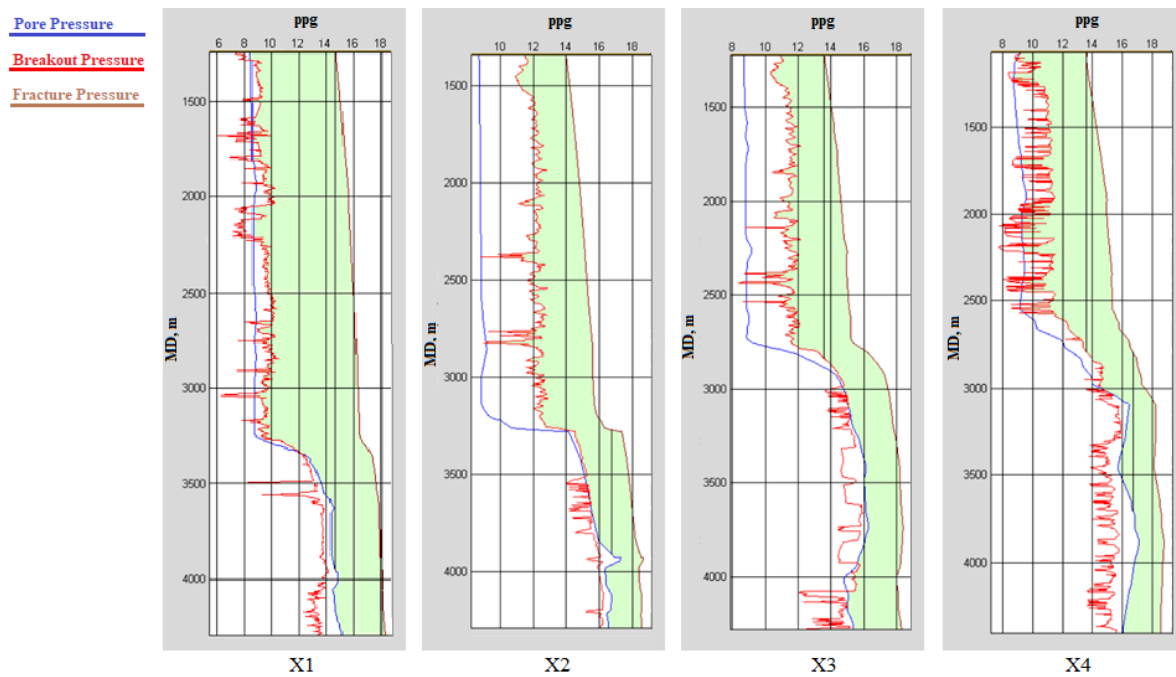 Pore Pressure
Breakout Pressure
Fracture Pressure
ppg
6 8 10 12 14 16 18
MD, m
1500
2000
2500
3000
3500
4000
X1
ppg
10 12 14 16 18
MD, m
1500
2000
2500
3000
3500
4000
X2
ppg
8 10 12 14 16 18
MD, m
1500
2000
2500
3000
3500
4000
X3
ppg
8 10 12 14 16 18
MD, m
1500
2000
2500
3000
3500
4000
X4